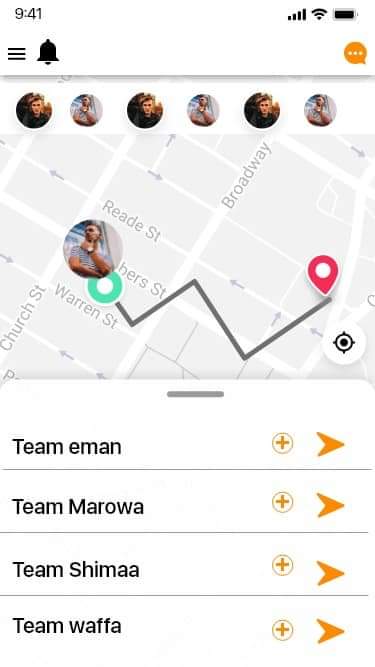 9:41
Broadway
Reade St
bers St
Warren St
Church St
Team eman
Team Marowa
Team Shimaa
Team waffa